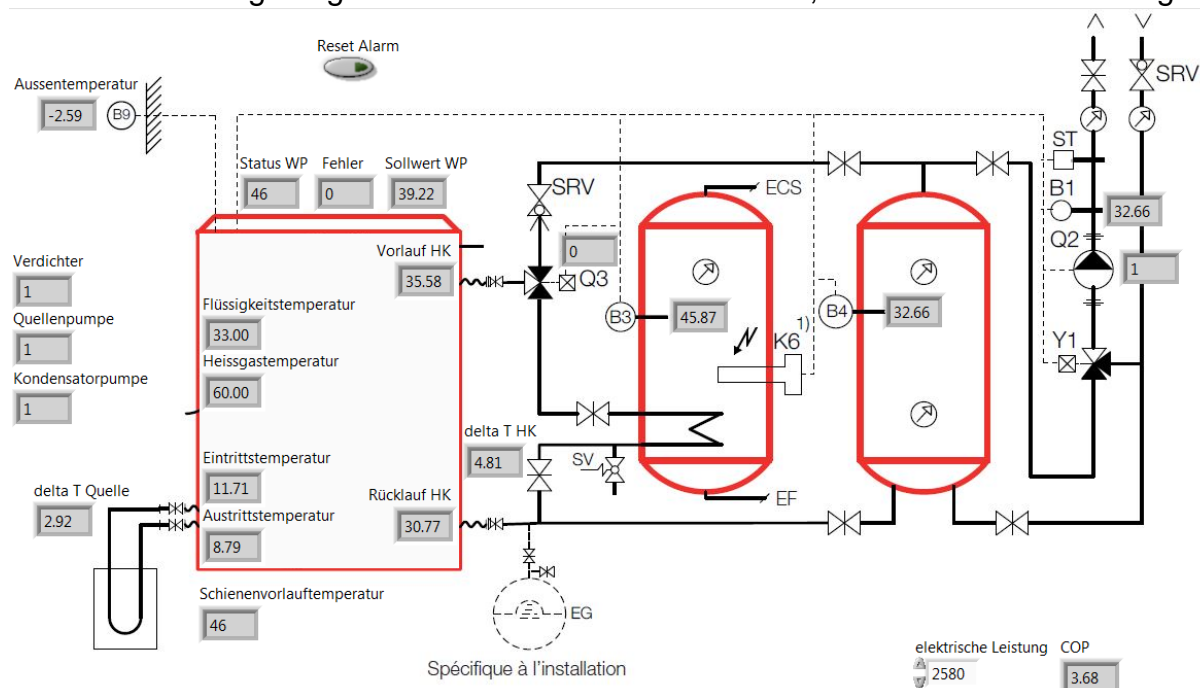 Reset Alarm
Aussentemperatur
-2.59
B9
SRV
ST
Status WP Fehler Sollwert WP
46 0 39.22
SRV
ECS
B1
32.66
Q2
Vorlauf HK
35.58
0
Q3
1
Verdichter
1
Flüssigkeitstemperatur
33.00
B3
45.87
B4
32.66
Quellenpumpe
1
Heissgastemperatur
60.00
K6 1)
Y1
Kondensatorpumpe
1
delta T HK
4.81
Eintrittstemperatur
11.71
SV
delta T Quelle
2.92
Austrittstemperatur
8.79
Rücklauf HK
30.77
EF
Schienenvorlauftemperatur
46
EG
Spécifique à l'installation
elektrische Leistung COP
2580 3.68